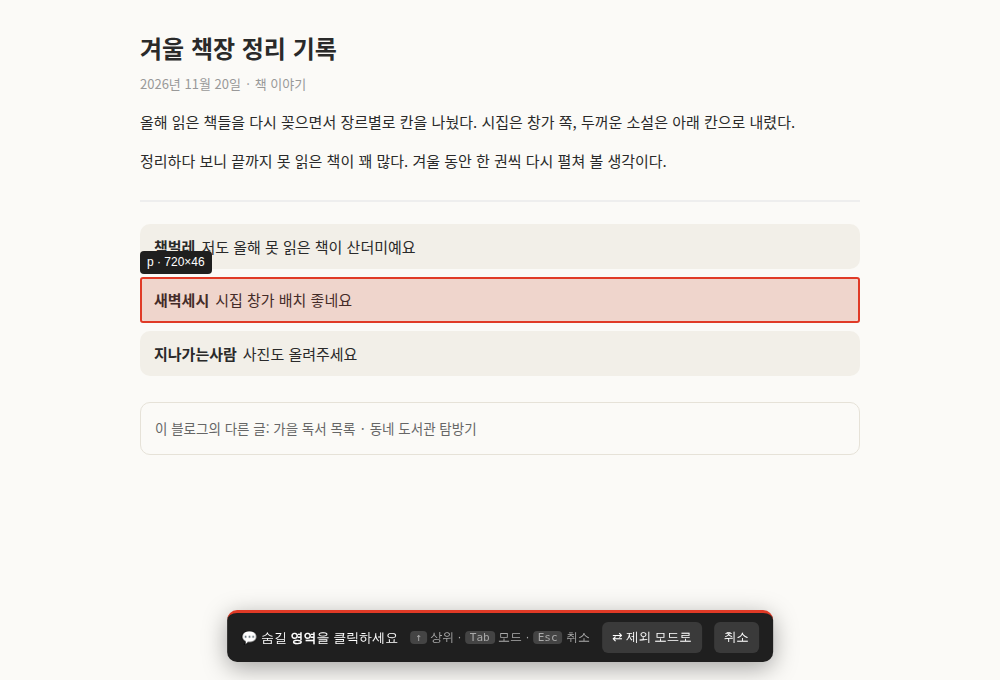 겨울 책장 정리 기록
2026년 11월 20일 · 책 이야기
올해 읽은 책들을 다시 꽂으면서 장르별로 칸을 나눴다. 시집은 창가 쪽, 두꺼운 소설은 아래 칸으로 내렸다.
정리하다 보니 끝까지 못 읽은 책이 꽤 많다. 겨울 동안 한 권씩 다시 펼쳐 볼 생각이다.
책벌레 저도 올해 못 읽은 책이 산더미예요
p · 720×46
새벽세시 시집 창가 배치 좋네요
지나가는사람 사진도 올려주세요
이 블로그의 다른 글: 가을 독서 목록 · 동네 도서관 탐방기
💬 숨길 영역을 클릭하세요 ↑ 상위 · Tab 모드 · Esc 취소 ⇄ 제외 모드로 취소